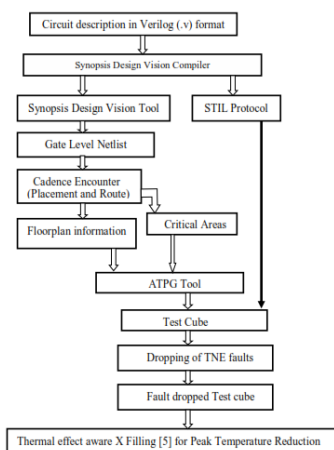 Circuit description in Verilog (.v) format
Synopsis Design Vision Compiler
Synopsis Design Vision Tool
STIL Protocol
Gate Level Netlist
Cadence Encounter
(Placement and Route)
Floorplan information
Critical Areas
ATPG Tool
Test Cube
Dropping of TNE faults
Fault dropped Test cube
Thermal effect aware X Filling [5] for Peak Temperature Reduction